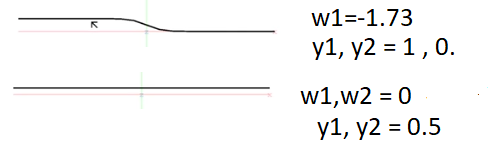 w1=-1.73
y1, y2 = 1 , 0.
w1,w2 = 0
y1, y2 = 0.5